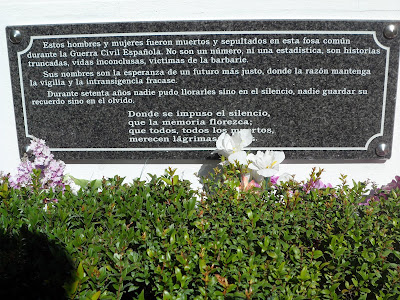 Estos hombres y mujeres fueron muertos y sepultados en esta fosa común
durante la Guerra Civil Española. No son un número, ni una estadística, son historias
truncadas, vidas inconclusas, víctimas de la barbarie.
Sus nombres son la esperanza de un futuro más justo, donde la razón mantenga
la vigilia y la intransigencia fracase.
Durante setenta años nadie pudo llorarles sino en el silencio, nadie guardar su
recuerdo sino en el olvido.
Donde se impuso el silencio,
que la memoria florezca;
que todos, todos los muertos,
merecen lágrimas